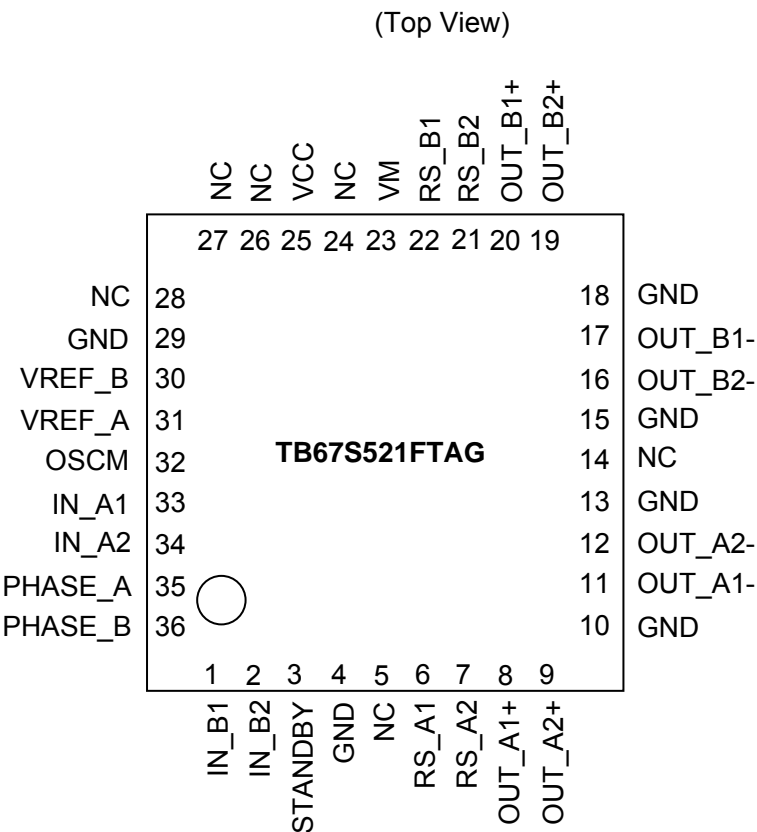 (Top View)
NC NC VCC NC VM RS_B1 RS_B2 OUT_B1+ OUT_B2+
27 26 25 24 23 22 21 20 19
NC 28 18 GND
GND 29 17 OUT_B1-
VREF_B 30 16 OUT_B2-
VREF_A 31 15 GND
OSCM 32 TB67S521FTAG 14 NC
IN_A1 33 13 GND
IN_A2 34 12 OUT_A2-
PHASE_A 35 11 OUT_A1-
PHASE_B 36 10 GND
1 2 3 4 5 6 7 8 9
IN_B1 IN_B2 STANDBY GND NC RS_A1 RS_A2 OUT_A1+ OUT_A2+